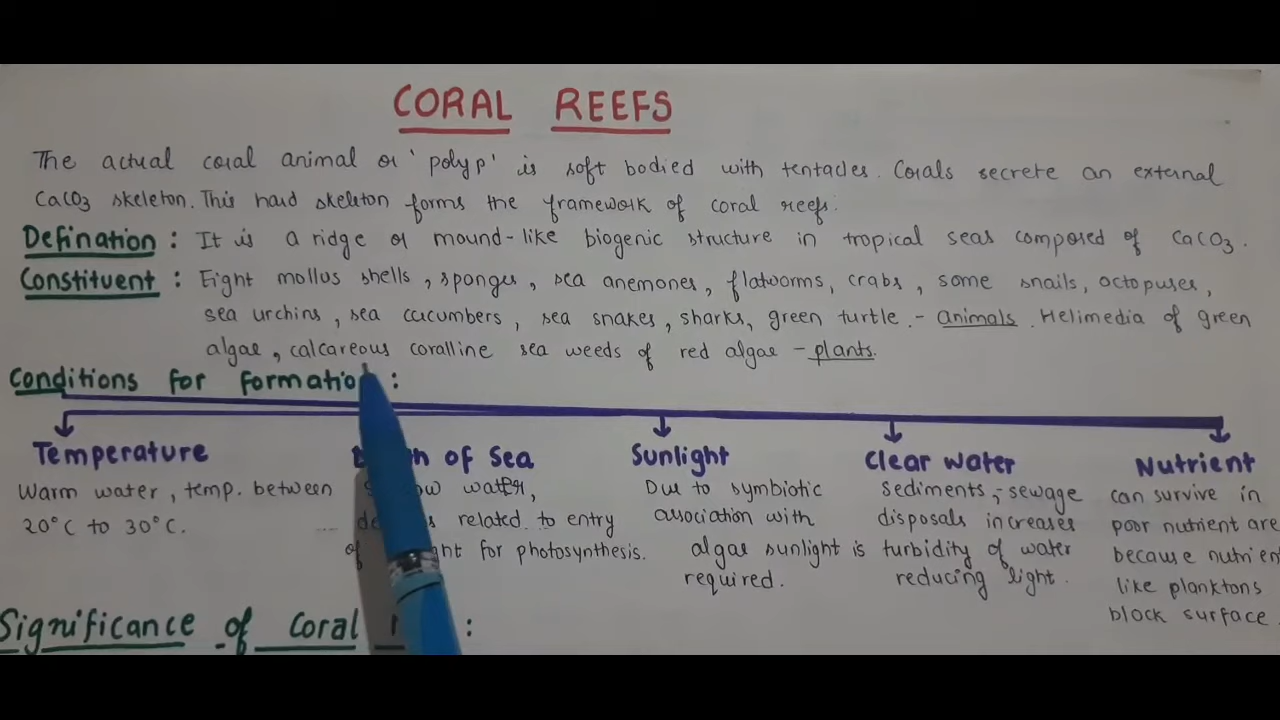 CORAL REEFS
The actual coral animal or 'polyp' is soft bodied with tentacles. Corals secrete an external
CaCO3 skeleton. This hard skeleton forms the framework of coral reefs.
Defination : It is a ridge or mound-like biogenic structure in tropical seas composed of CaCO3.
Constituent : Eight mollus shells, sponges, sea anemones, flatworms, crabs, some snails, octopuses,
sea urchins, sea cucumbers, sea snakes, sharks, green turtle. - animals. Helimedia of green
algae, calcareous coralline sea weeds of red algae - plants.
Conditions for formation :
Temperature
Warm water, temp. between
20°C to 30°C.
of Sea
water,
related to entry
of for photosynthesis.
Sunlight
Due to symbiotic
association with
algae sunlight is
required.
Clear water
Sediments, sewage
disposals increases
turbidity of water
reducing light.
Nutrient
can survive in
poor nutrient are
because nutrien
like planktons
block surface.
Significance of Coral :